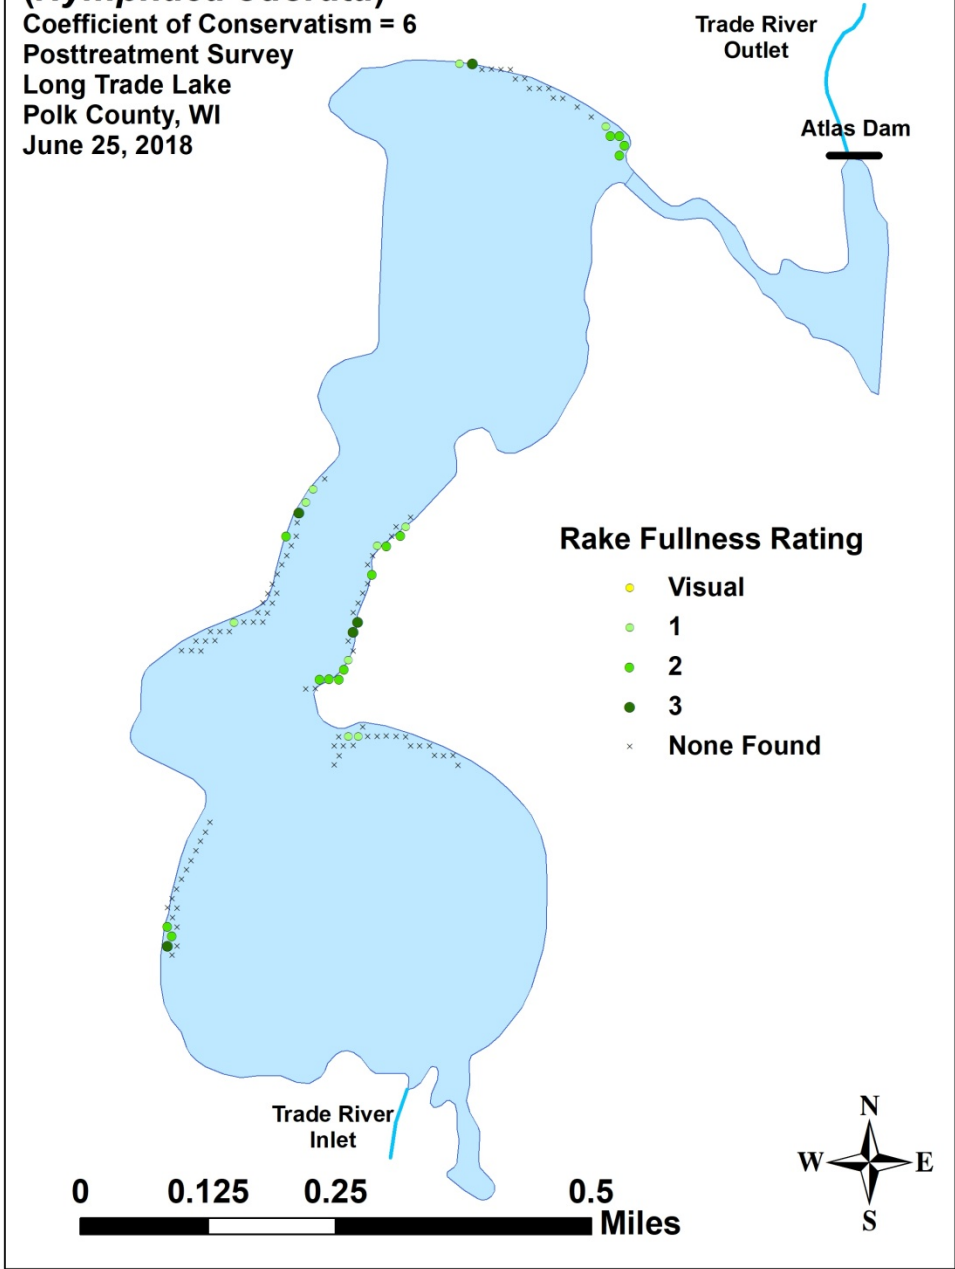 (Nymphaea odorata)
Coefficient of Conservatism = 6
Posttreatment Survey
Long Trade Lake
Polk County, WI
June 25, 2018
Trade River
Outlet
Atlas Dam
Rake Fullness Rating
Visual
1
2
3
None Found
Trade River
Inlet
N
W E
S
0 0.125 0.25 0.5
Miles